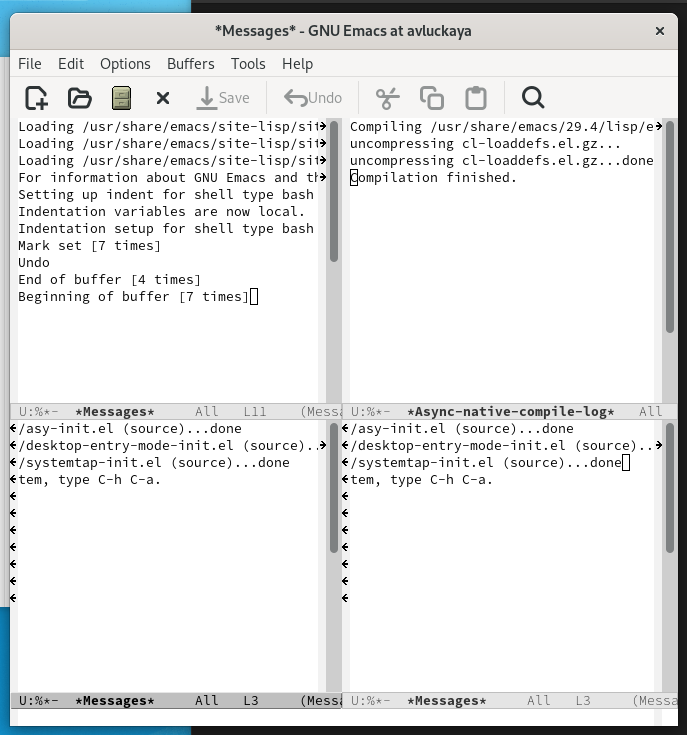 *Messages* - GNU Emacs at avluckaya
File Edit Options Buffers Tools Help
Save Undo
Loading /usr/share/emacs/site-lisp/sit
Loading /usr/share/emacs/site-lisp/sit
Loading /usr/share/emacs/site-lisp/sit
For information about GNU Emacs and th
Setting up indent for shell type bash
Indentation variables are now local.
Indentation setup for shell type bash
Mark set [7 times]
Undo
End of buffer [4 times]
Beginning of buffer [7 times]
U:%*- *Messages* All L11 (Messa
Compiling /usr/share/emacs/29.4/lisp/e
uncompressing cl-loaddefs.el.gz...
uncompressing cl-loaddefs.el.gz...done
Compilation finished.
U:%*- *Async-native-compile-log* All
/asy-init.el (source)...done
/desktop-entry-mode-init.el (source)..
/systemtap-init.el (source)...done
tem, type C-h C-a.
U:%*- *Messages* All L3 (Messa
/asy-init.el (source)...done
/desktop-entry-mode-init.el (source)..
/systemtap-init.el (source)...done
tem, type C-h C-a.
U:%*- *Messages* All L3 (Messa